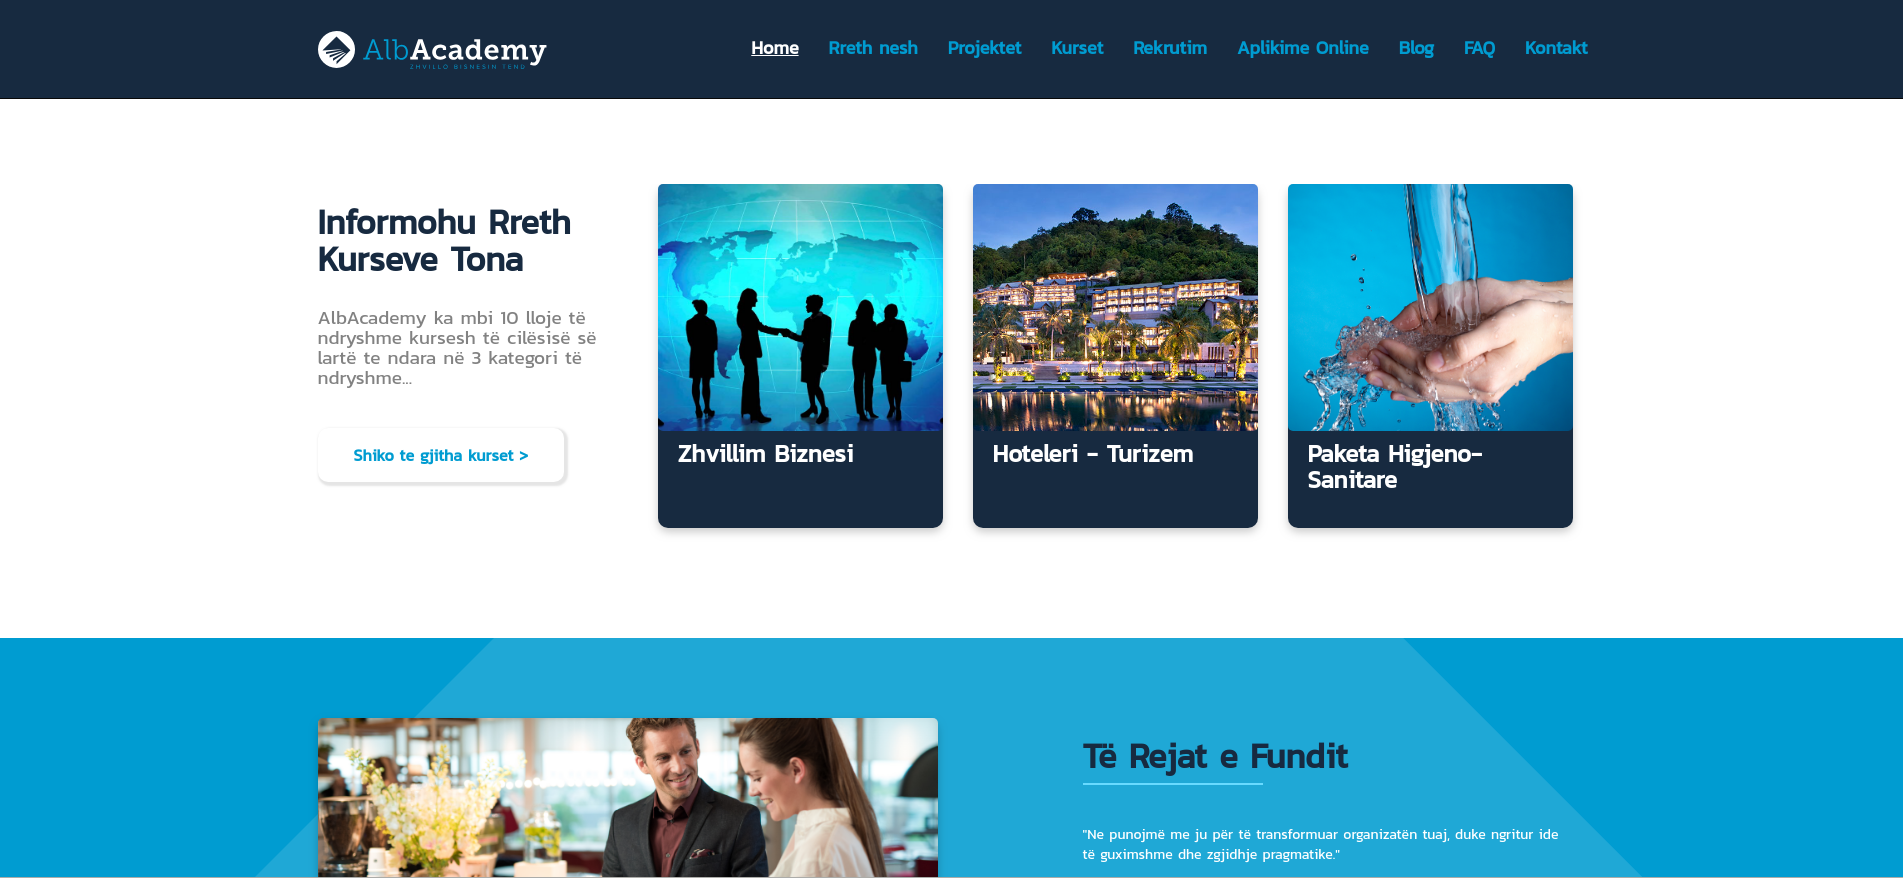 AlbAcademy
ZHVILLO BISNESIN TEND
Home Rreth nesh Projektet Kurset Rekrutim Aplikime Online Blog FAQ Kontakt
Informohu Rreth
Kurseve Tona
AlbAcademy ka mbi 10 lloje të
ndryshme kursesh të cilësisë së
lartë te ndara në 3 kategori të
ndryshme...
Shiko te gjitha kurset >
Zhvillim Biznesi
Hoteleri - Turizem
Paketa Higjeno-
Sanitare
Të Rejat e Fundit
"Ne punojmë me ju për të transformuar organizatën tuaj, duke ngritur ide
të guximshme dhe zgjidhje pragmatike."